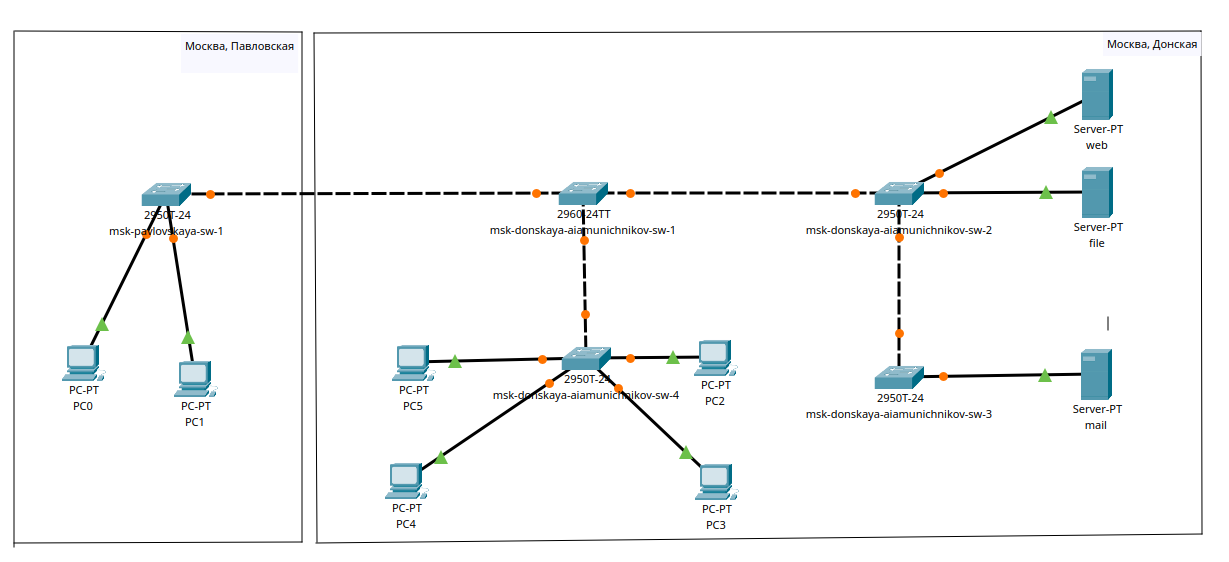 Москва, Павловская
Москва, Донская
Server-PT
web
2950T-24
msk-pavlovskaya-sw-1
2960-24TT
msk-donskaya-aiamunichnikov-sw-1
2950T-24
msk-donskaya-aiamunichnikov-sw-2
Server-PT
file
PC-PT
PC0
PC-PT
PC1
PC-PT
PC5
2950T-24
msk-donskaya-aiamunichnikov-sw-4
PC-PT
PC2
2950T-24
msk-donskaya-aiamunichnikov-sw-3
Server-PT
mail
PC-PT
PC4
PC-PT
PC3